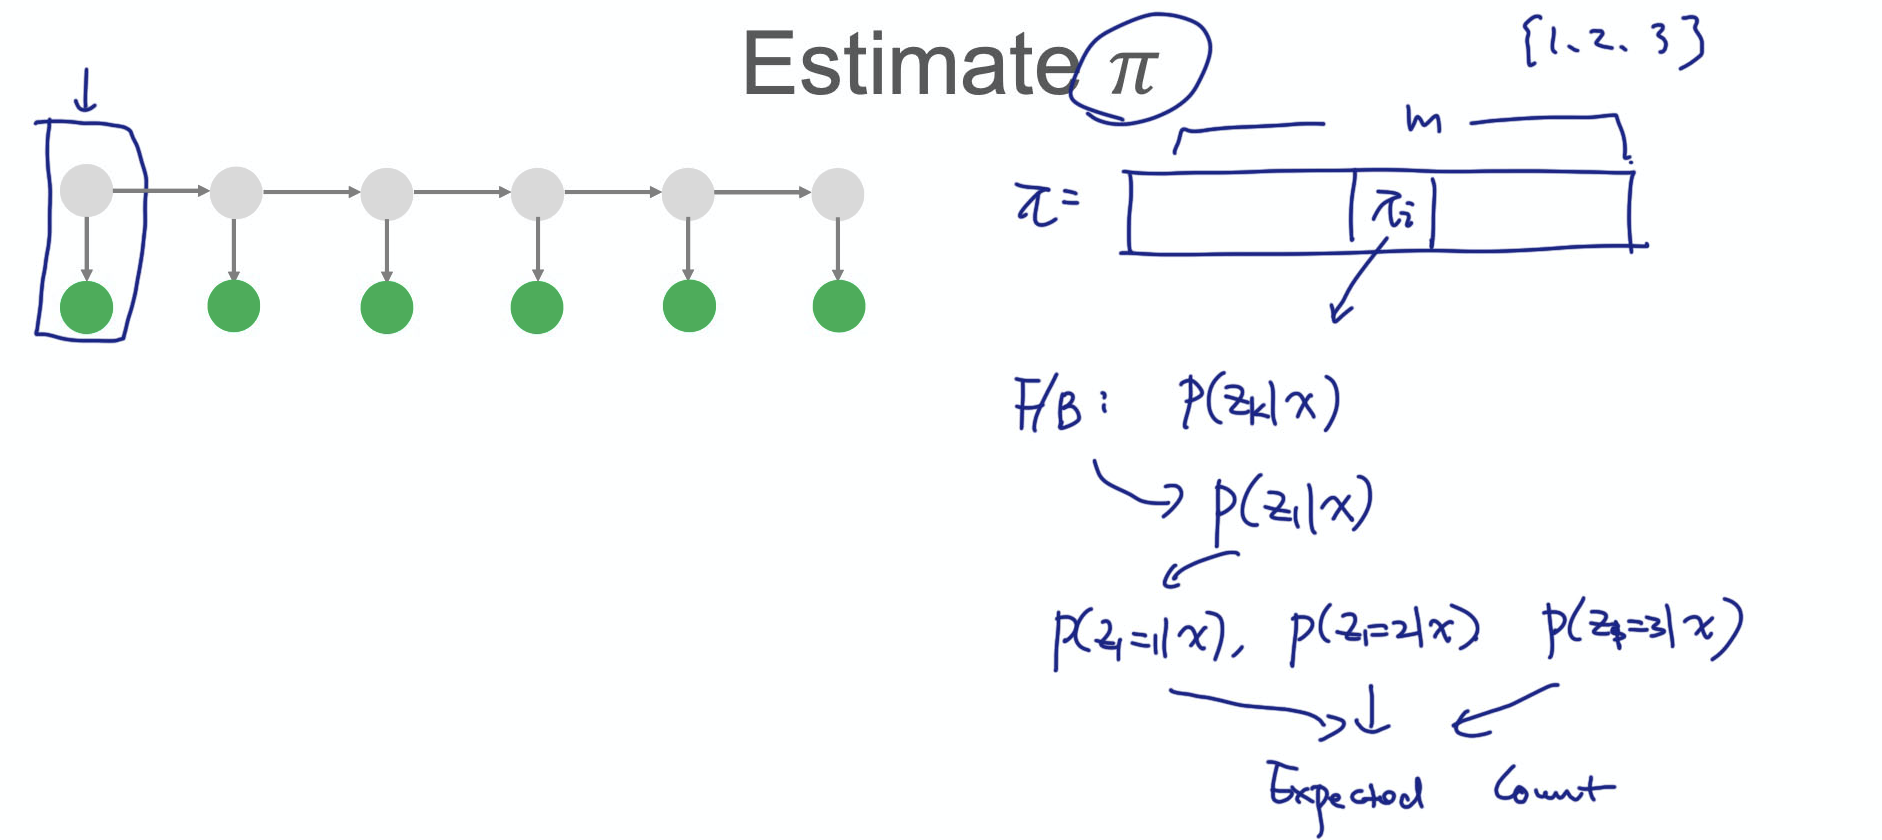 Estimate π
{1、2、3}
m
π= πi
F/B: P(zk|x)
P(z1|x)
P(z1=1|x), P(z1=2|x) P(z1=3|x)
Expected Count